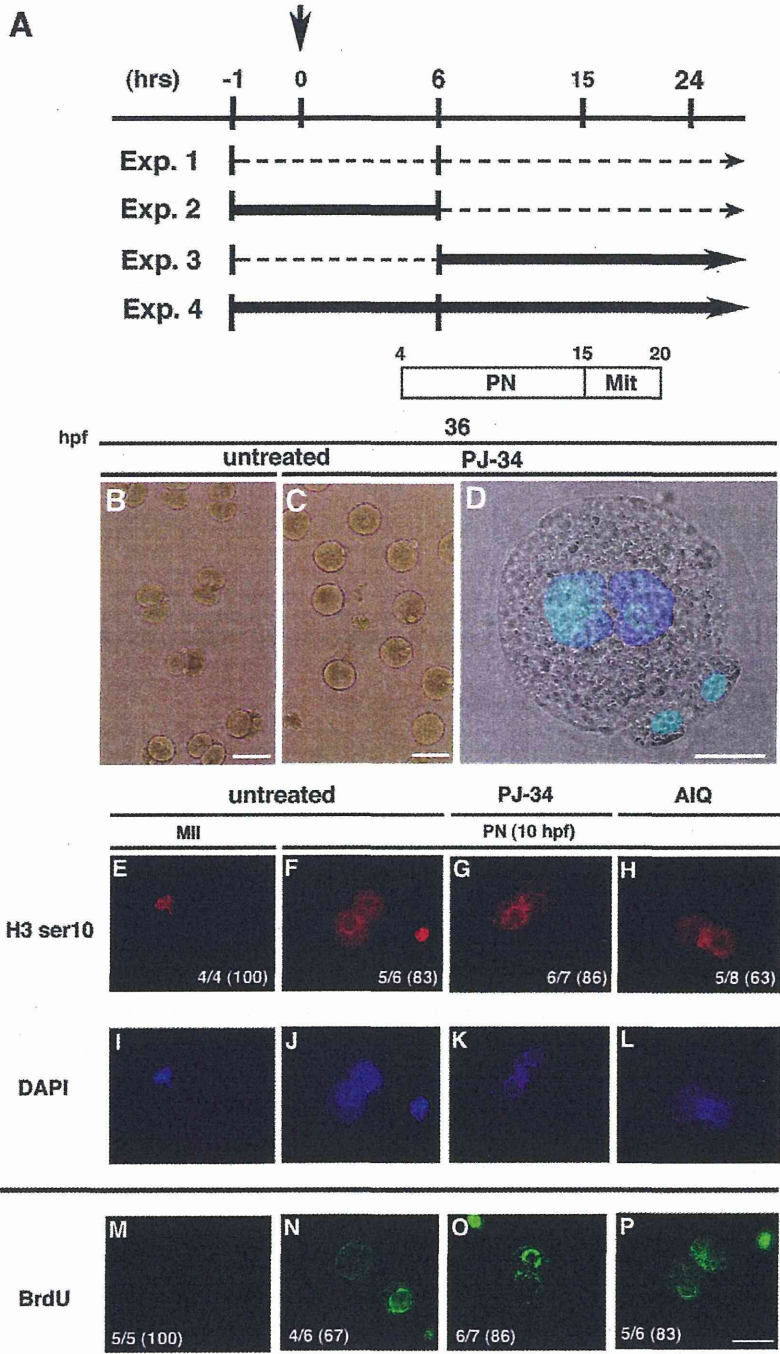 A
(hrs) -1 0 6 15 24
Exp. 1
Exp. 2
Exp. 3
Exp. 4
4 15 20
PN Mit
hpf 36
untreated PJ-34
B C D
untreated PJ-34 AIQ
MII PN (10 hpf)
E F G H
H3 ser10
4/4 (100) 5/6 (83) 6/7 (86) 5/8 (63)
I J K L
DAPI
M N O P
BrdU
5/5 (100) 4/6 (67) 6/7 (86) 5/6 (83)